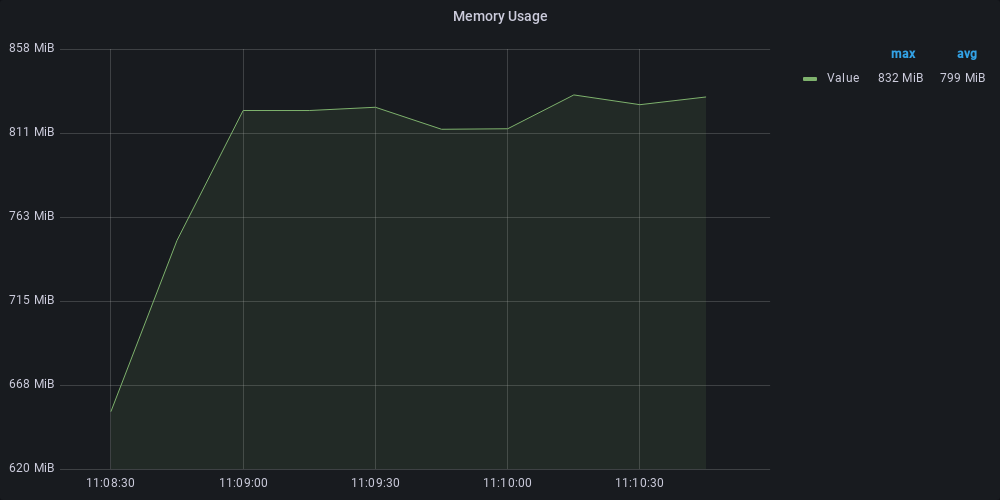 Memory Usage
858 MiB
811 MiB
763 MiB
715 MiB
668 MiB
620 MiB
11:08:30 11:09:00 11:09:30 11:10:00 11:10:30
max avg
Value 832 MiB 799 MiB